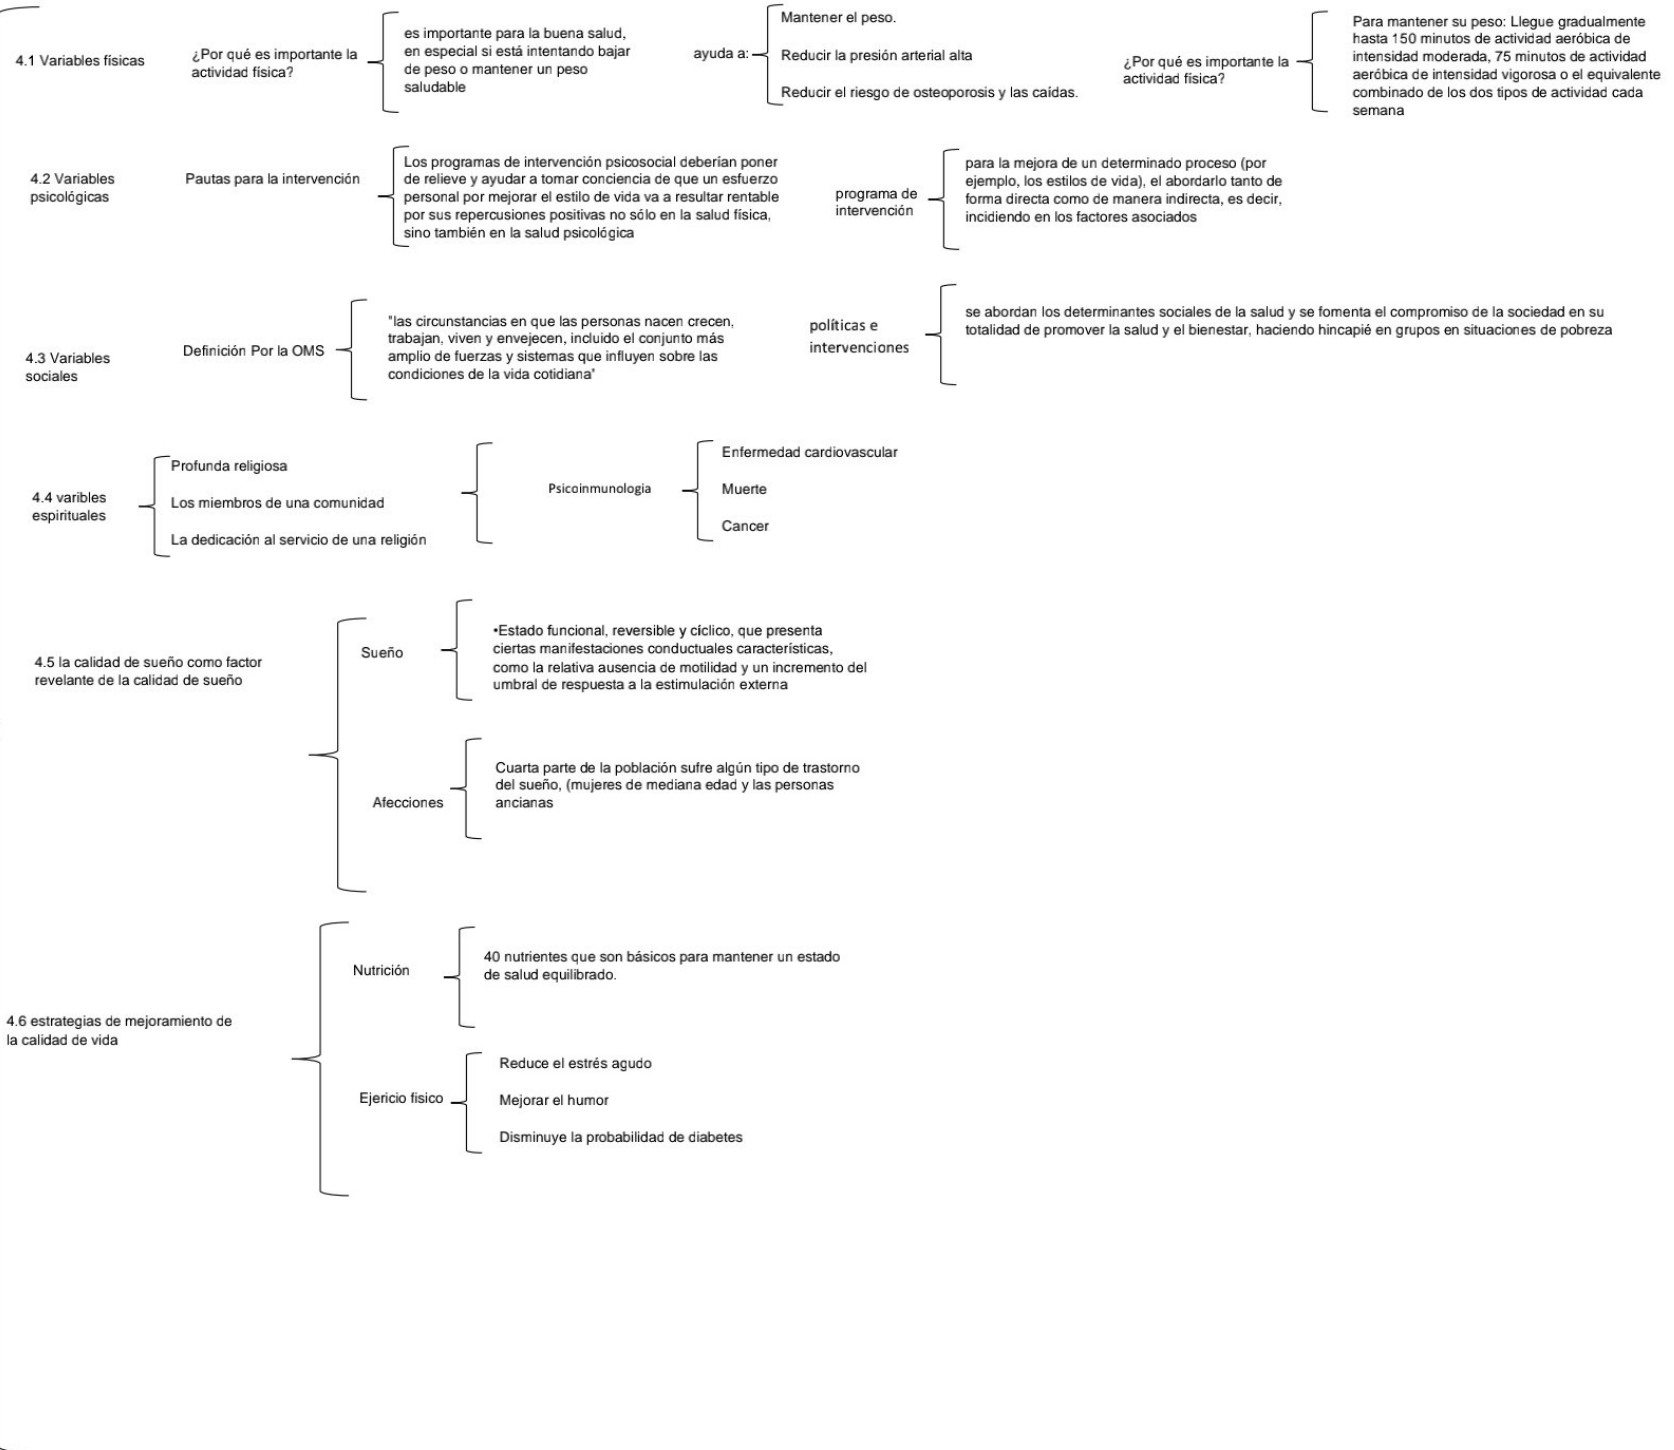 4.1 Variables físicas
¿Por qué es importante la
actividad física?
es importante para la buena salud,
en especial si está intentando bajar
de peso o mantener un peso
saludable
ayuda a:
Mantener el peso.
Reducir la presión arterial alta
Reducir el riesgo de osteoporosis y las caídas.
¿Por qué es importante la
actividad física?
Para mantener su peso: Llegue gradualmente
hasta 150 minutos de actividad aeróbica de
intensidad moderada, 75 minutos de actividad
aeróbica de intensidad vigorosa o el equivalente
combinado de los dos tipos de actividad cada
semana
4.2 Variables
psicológicas
Pautas para la intervención
Los programas de intervención psicosocial deberían poner
de relieve y ayudar a tomar conciencia de que un esfuerzo
personal por mejorar el estilo de vida va a resultar rentable
por sus repercusiones positivas no sólo en la salud física,
sino también en la salud psicológica
programa de
intervención
para la mejora de un determinado proceso (por
ejemplo, los estilos de vida), el abordarlo tanto de
forma directa como de manera indirecta, es decir,
incidiendo en los factores asociados
4.3 Variables
sociales
Definición Por la OMS
"las circunstancias en que las personas nacen crecen,
trabajan, viven y envejecen, incluido el conjunto más
amplio de fuerzas y sistemas que influyen sobre las
condiciones de la vida cotidiana"
políticas e
intervenciones
se abordan los determinantes sociales de la salud y se fomenta el compromiso de la sociedad en su
totalidad de promover la salud y el bienestar, haciendo hincapié en grupos en situaciones de pobreza
4.4 varibles
espirituales
Profunda religiosa
Los miembros de una comunidad
La dedicación al servicio de una religión
Psicoinmunologia
Enfermedad cardiovascular
Muerte
Cancer
4.5 la calidad de sueño como factor
revelante de la calidad de sueño
Sueño
•Estado funcional, reversible y cíclico, que presenta
ciertas manifestaciones conductuales características,
como la relativa ausencia de motilidad y un incremento del
umbral de respuesta a la estimulación externa
Afecciones
Cuarta parte de la población sufre algún tipo de trastorno
del sueño, (mujeres de mediana edad y las personas
ancianas
4.6 estrategias de mejoramiento de
la calidad de vida
Nutrición
40 nutrientes que son básicos para mantener un estado
de salud equilibrado.
Ejericio fisico
Reduce el estrés agudo
Mejorar el humor
Disminuye la probabilidad de diabetes